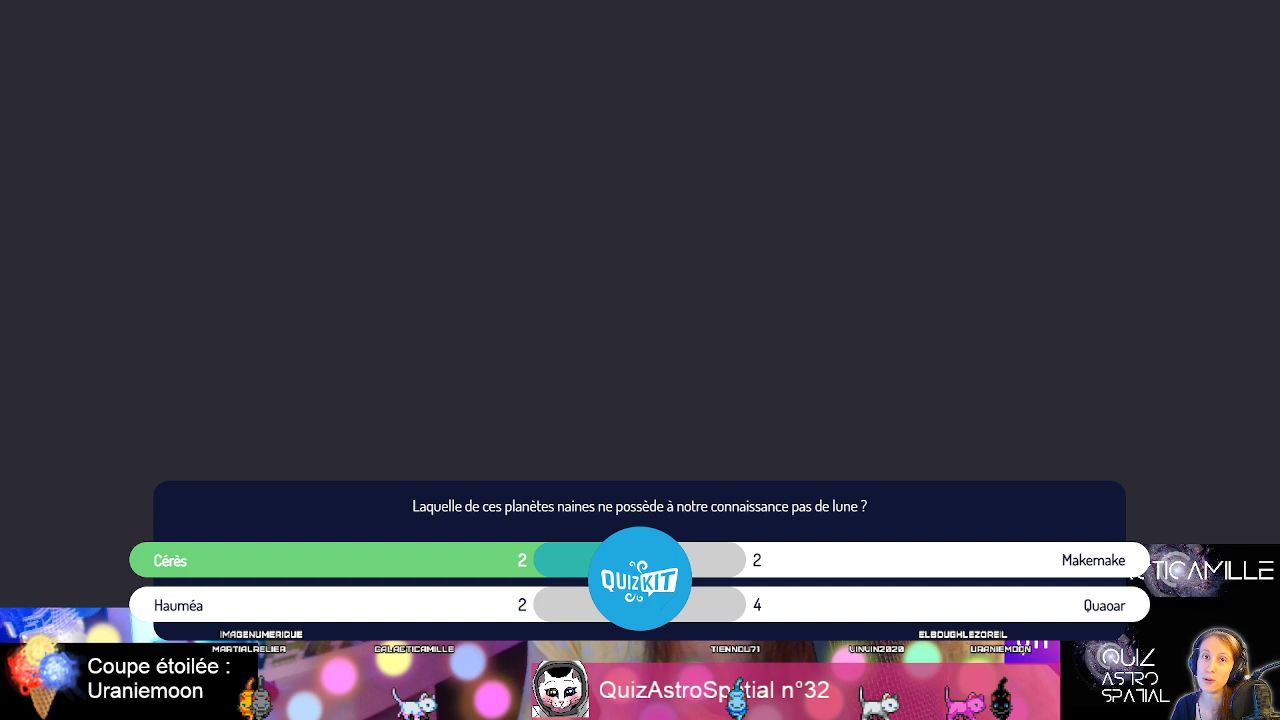 Laquelle de ces planètes naines ne possède à notre connaissance pas de lune ?
Cérès 2
2 Makemake
QUIZKIT
Hauméa 2
4 Quaoar
TICAMILLE
IMAGENUMERIQUE
ELBOUGHLEZOREIL
MARTIALRELIER
GALACTICAMILLE
TIENNOU71
VINVIN2020
URANIEMOON
Coupe étoilée :
Uraniemoon
QuizAstroSpatial n°32
QUIZ
ASTRO
SPATIAL